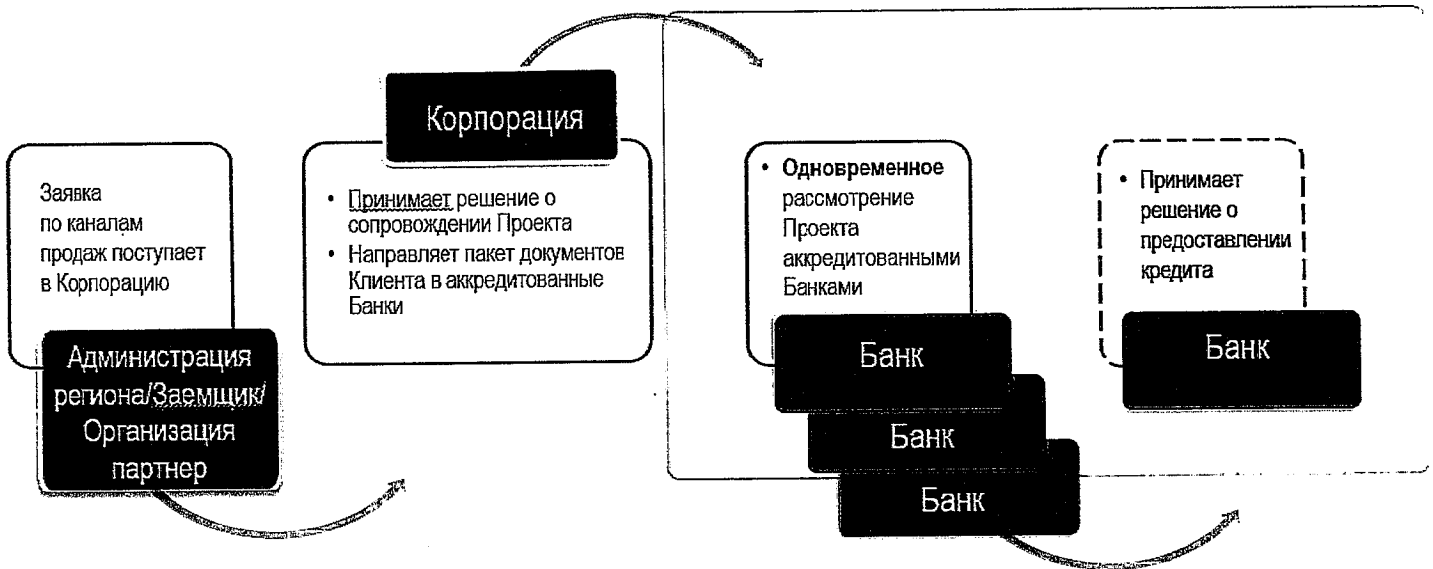 Заявка
по каналам
продаж поступает
в Корпорацию
Администрация
региона/Заемщик/
Организация
партнер
Корпорация
• Принимает решение о
сопровождении Проекта
• Направляет пакет документов
Клиента в аккредитованные
Банки
• Одновременное
рассмотрение
Проекта
аккредитованными
Банками
Банк
Банк
Банк
• Принимает
решение о
предоставлении
кредита
Банк